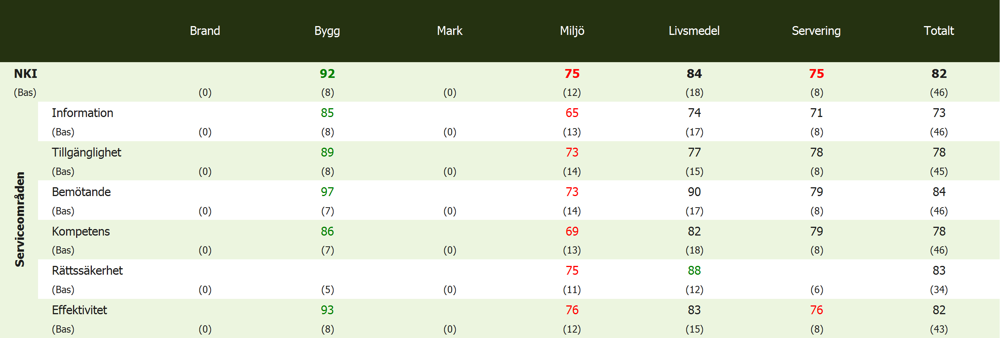 Brand Bygg Mark Miljö Livsmedel Servering Totalt
NKI 92 75 84 75 82
(Bas) (0) (8) (0) (12) (18) (8) (46)
Serviceområden
Information 85 65 74 71 73
(Bas) (0) (8) (0) (13) (17) (8) (46)
Tillgänglighet 89 73 77 78 78
(Bas) (0) (8) (0) (14) (15) (8) (45)
Bemötande 97 73 90 79 84
(Bas) (0) (7) (0) (14) (17) (8) (46)
Kompetens 86 69 82 79 78
(Bas) (0) (7) (0) (13) (18) (8) (46)
Rättssäkerhet 75 88 83
(Bas) (0) (5) (0) (11) (12) (6) (34)
Effektivitet 93 76 83 76 82
(Bas) (0) (8) (0) (12) (15) (8) (43)